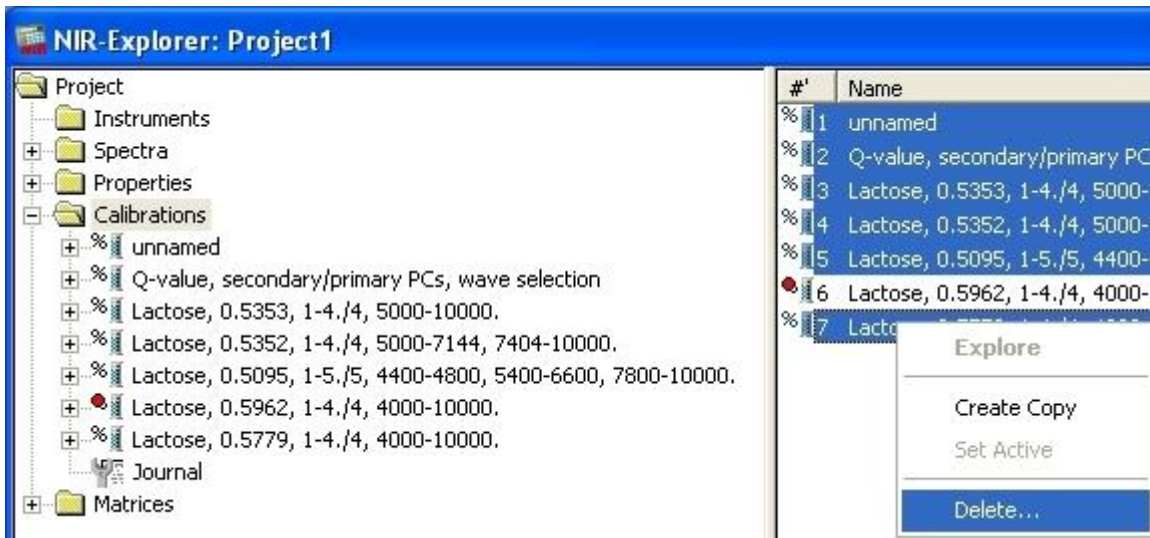 NIR-Explorer: Project1
Project
Instruments
Spectra
Properties
Calibrations
unnamed
Q-value, secondary/primary PCs, wave selection
Lactose, 0.5353, 1-4./4, 5000-10000.
Lactose, 0.5352, 1-4./4, 5000-7144, 7404-10000.
Lactose, 0.5095, 1-5./5, 4400-4800, 5400-6600, 7800-10000.
Lactose, 0.5962, 1-4./4, 4000-10000.
Lactose, 0.5779, 1-4./4, 4000-10000.
Journal
Matrices
#' Name
1 unnamed
2 Q-value, secondary/primary PC
3 Lactose, 0.5353, 1-4./4, 5000-
4 Lactose, 0.5352, 1-4./4, 5000-
5 Lactose, 0.5095, 1-5./5, 4400-
6 Lactose, 0.5962, 1-4./4, 4000-
7 Lacto
Explore
Create Copy
Set Active
Delete...